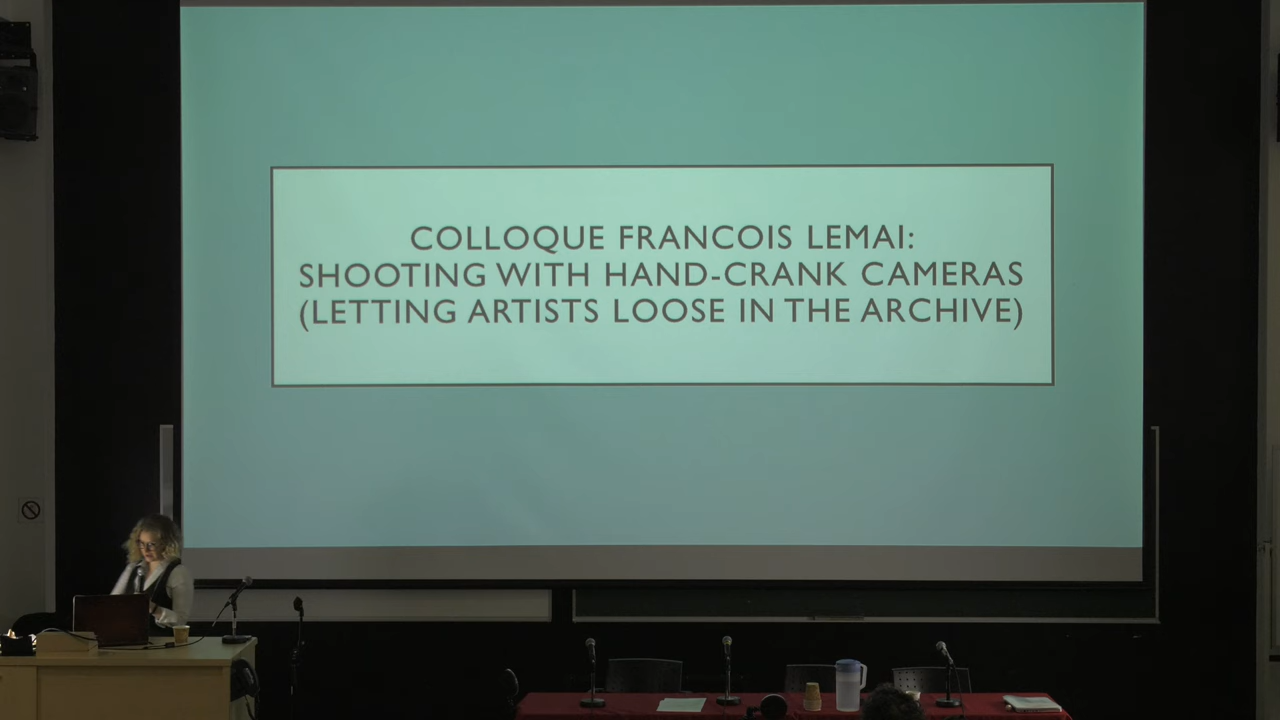 COLLOQUE FRANCOIS LEMAI:
SHOOTING WITH HAND-CRANK CAMERAS
(LETTING ARTISTS LOOSE IN THE ARCHIVE)